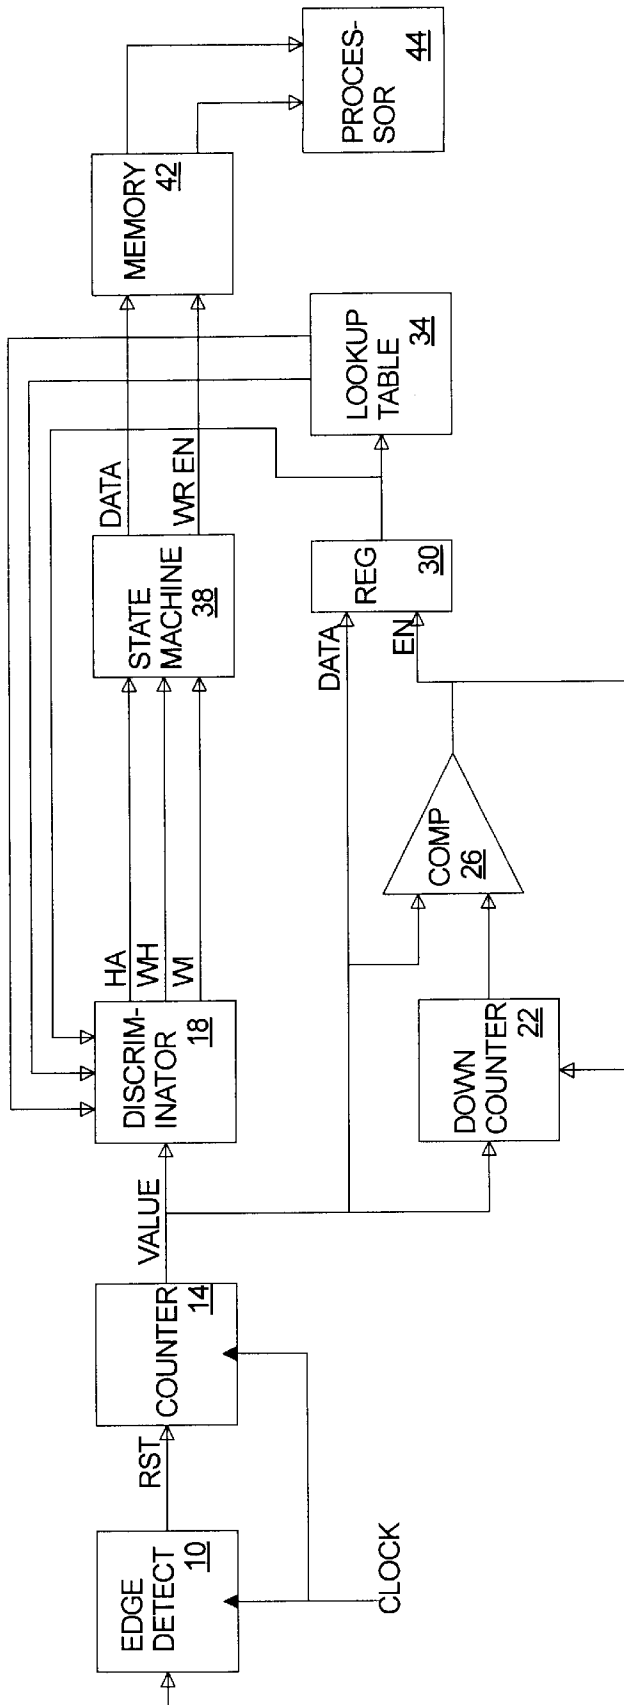 EDGE
DETECT
10
RST
COUNTER
14
CLOCK
VALUE
DISCRIM-
INATOR
18
HA
WH
WI
STATE
MACHINE
38
DATA
WR EN
MEMORY
42
PROCES-
SOR
44
DOWN
COUNTER
22
COMP
26
DATA
EN
REG
30
LOOKUP
TABLE
34